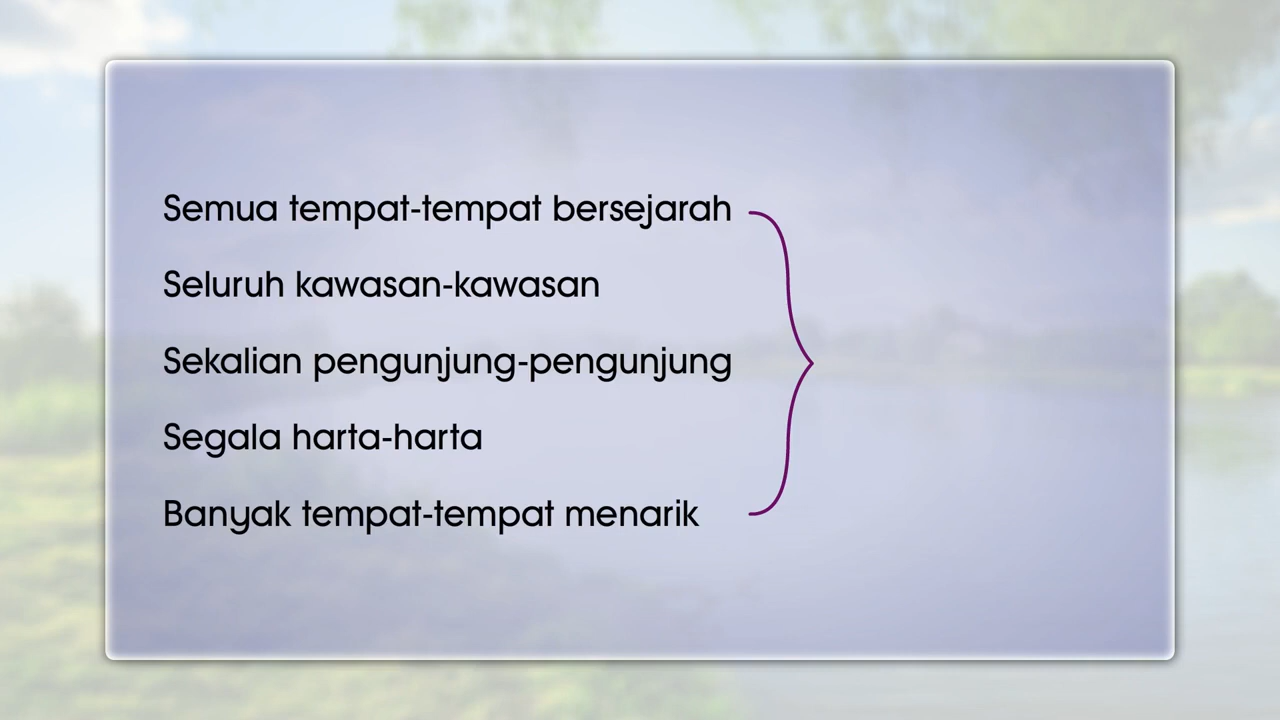 Semua tempat-tempat bersejarah
Seluruh kawasan-kawasan
Sekalian pengunjung-pengunjung
Segala harta-harta
Banyak tempat-tempat menarik